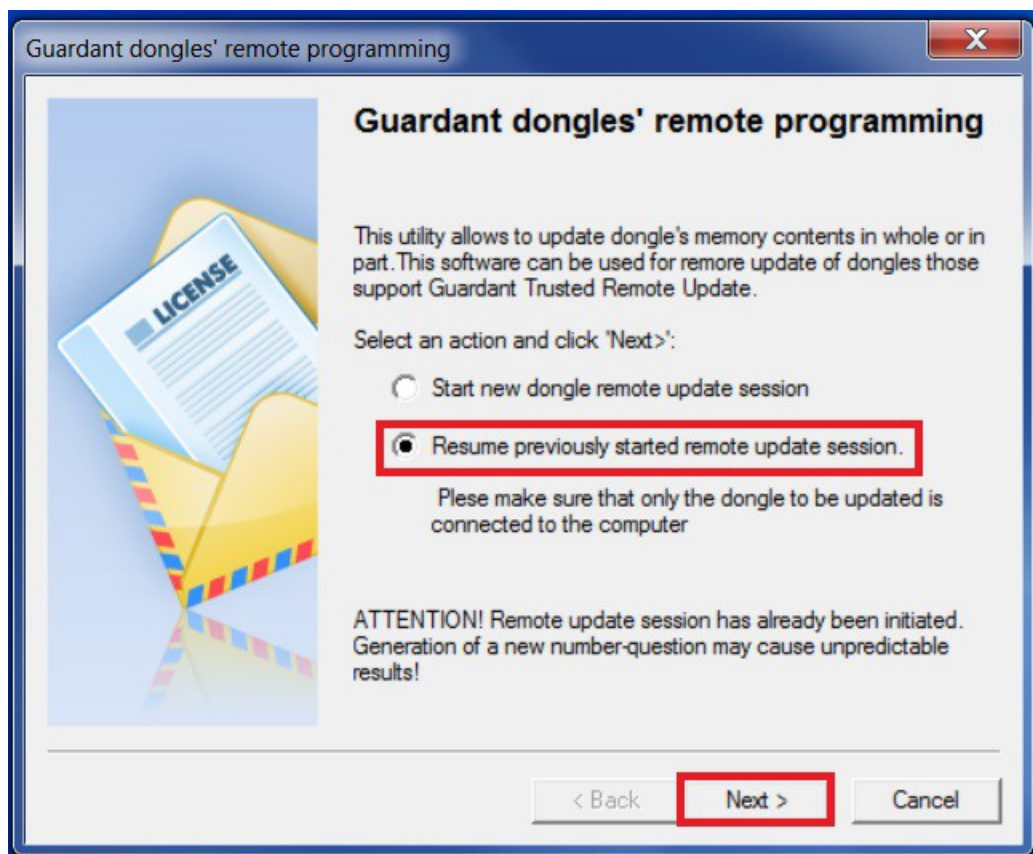 Guardant dongles' remote programming
Guardant dongles' remote programming
LICENSE
This utility allows to update dongle's memory contents in whole or in
part.This software can be used for remore update of dongles those
support Guardant Trusted Remote Update.
Select an action and click 'Next>':
Start new dongle remote update session
Resume previously started remote update session.
Plese make sure that only the dongle to be updated is
connected to the computer
ATTENTION! Remote update session has already been initiated.
Generation of a new number-question may cause unpredictable
results!
< Back
Next >
Cancel